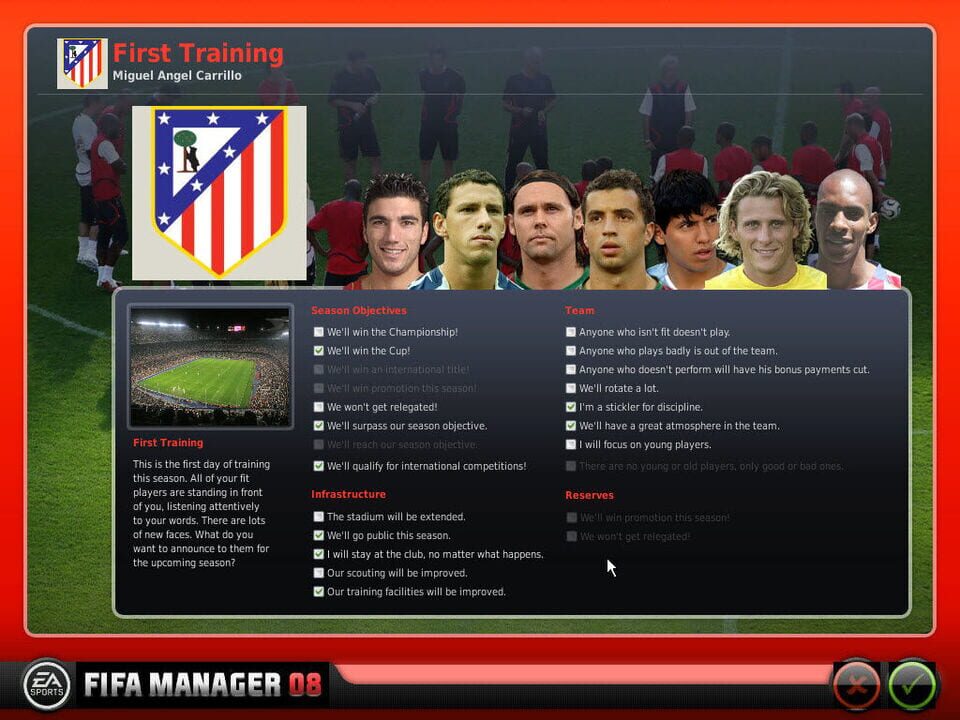 First Training
Miguel Angel Carrillo
Season Objectives
We'll win the Championship!
We'll win the Cup!
We'll win an international title!
We'll win promotion this season!
We won't get relegated!
We'll surpass our season objective.
We'll reach our season objective.
We'll qualify for international competitions!
Team
Anyone who isn't fit doesn't play.
Anyone who plays badly is out of the team.
Anyone who doesn't perform will have his bonus payments cut.
We'll rotate a lot.
I'm a stickler for discipline.
We'll have a great atmosphere in the team.
I will focus on young players.
There are no young or old players, only good or bad ones.
First Training
This is the first day of training
this season. All of your fit
players are standing in front
of you, listening attentively
to your words. There are lots
of new faces. What do you
want to announce to them for
the upcoming season?
Infrastructure
The stadium will be extended.
We'll go public this season.
I will stay at the club, no matter what happens.
Our scouting will be improved.
Our training facilities will be improved.
Reserves
We'll win promotion this season!
We won't get relegated!
EA
SPORTS
FIFA MANAGER 08